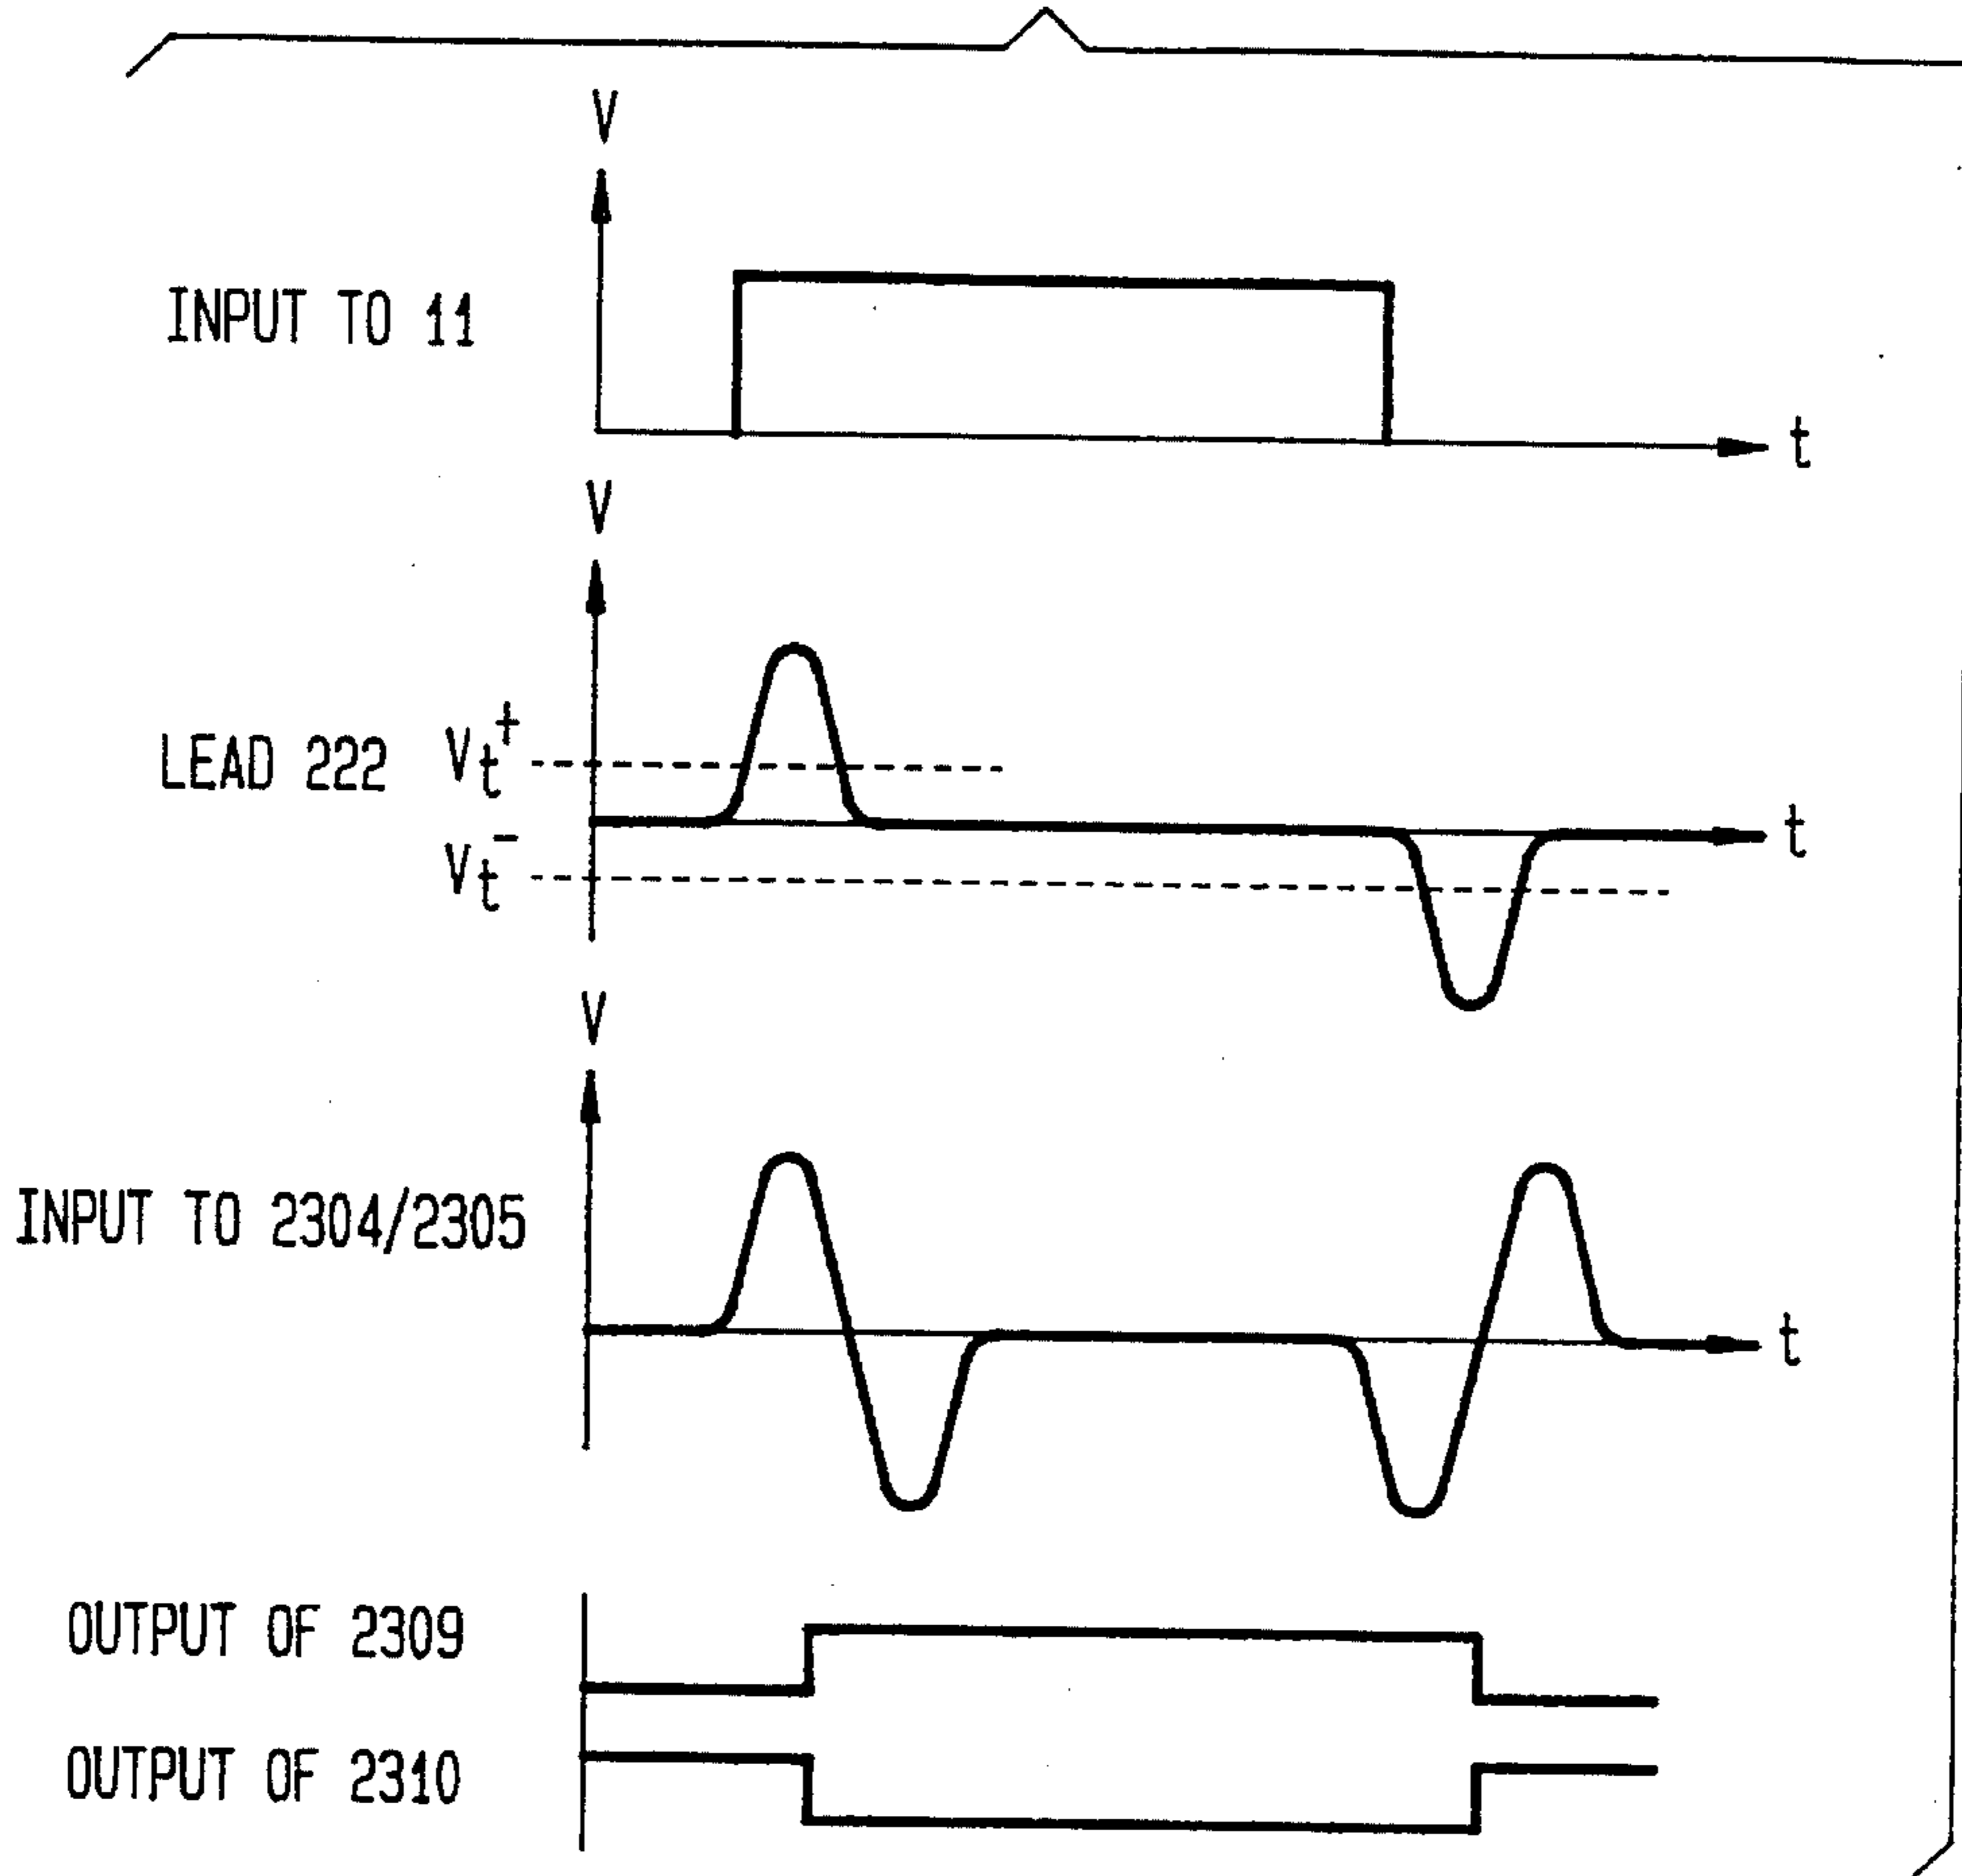 V
INPUT TO 11
t
V
LEAD 222 Vt+
t
Vt-
V
INPUT TO 2304/2305
t
OUTPUT OF 2309
OUTPUT OF 2310